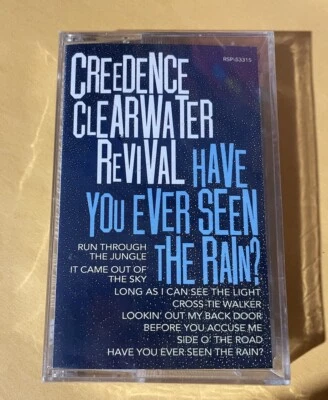 RSP-53315
CREEDENCE
CLEARWATER
REVIVAL HAVE
YOU EVER SEEN
THE RAIN?
RUN THROUGH
THE JUNGLE
IT CAME OUT OF
THE SKY
LONG AS I CAN SEE THE LIGHT
CROSS-TIE WALKER
LOOKIN' OUT MY BACK DOOR
BEFORE YOU ACCUSE ME
SIDE O' THE ROAD
HAVE YOU EVER SEEN THE RAIN?